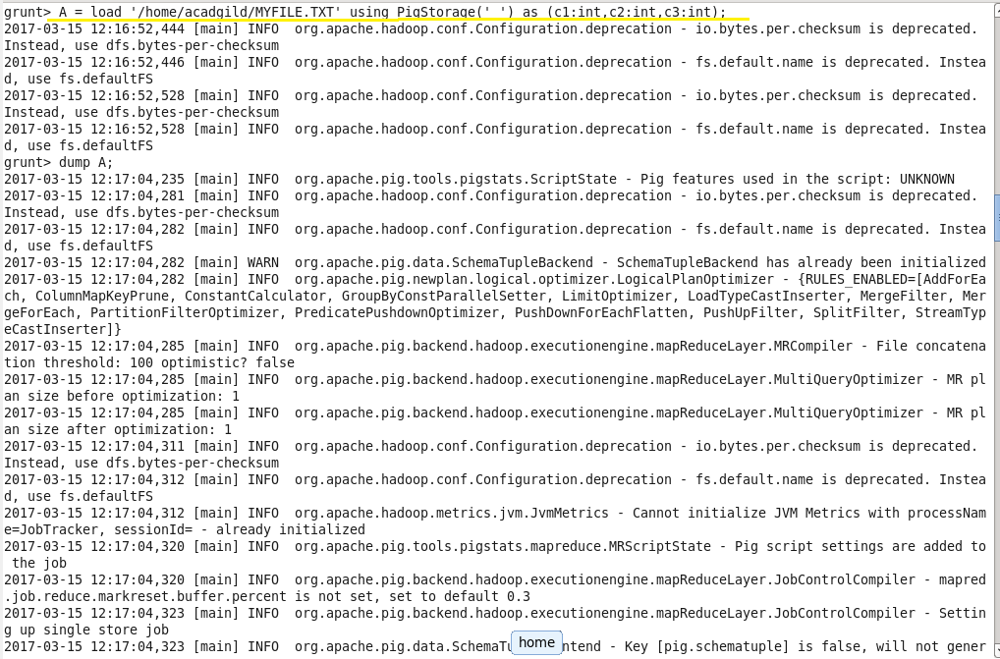 grunt> A = load '/home/acadgild/MYFILE.TXT' using PigStorage(' ') as (c1:int,c2:int,c3:int);
2017-03-15 12:16:52,444 [main] INFO  org.apache.hadoop.conf.Configuration.deprecation - io.bytes.per.checksum is deprecated.
Instead, use dfs.bytes-per-checksum
2017-03-15 12:16:52,446 [main] INFO  org.apache.hadoop.conf.Configuration.deprecation - fs.default.name is deprecated. Instea
d, use fs.defaultFS
2017-03-15 12:16:52,528 [main] INFO  org.apache.hadoop.conf.Configuration.deprecation - io.bytes.per.checksum is deprecated.
Instead, use dfs.bytes-per-checksum
2017-03-15 12:16:52,528 [main] INFO  org.apache.hadoop.conf.Configuration.deprecation - fs.default.name is deprecated. Instea
d, use fs.defaultFS
grunt> dump A;
2017-03-15 12:17:04,235 [main] INFO  org.apache.pig.tools.pigstats.ScriptState - Pig features used in the script: UNKNOWN
2017-03-15 12:17:04,281 [main] INFO  org.apache.hadoop.conf.Configuration.deprecation - io.bytes.per.checksum is deprecated.
Instead, use dfs.bytes-per-checksum
2017-03-15 12:17:04,282 [main] INFO  org.apache.hadoop.conf.Configuration.deprecation - fs.default.name is deprecated. Instea
d, use fs.defaultFS
2017-03-15 12:17:04,282 [main] WARN  org.apache.pig.data.SchemaTupleBackend - SchemaTupleBackend has already been initialized
2017-03-15 12:17:04,282 [main] INFO  org.apache.pig.newplan.logical.optimizer.LogicalPlanOptimizer - {RULES_ENABLED=[AddForEa
ch, ColumnMapKeyPrune, ConstantCalculator, GroupByConstParallelSetter, LimitOptimizer, LoadTypeCastInserter, MergeFilter, Mer
geForEach, PartitionFilterOptimizer, PredicatePushdownOptimizer, PushDownForEachFlatten, PushUpFilter, SplitFilter, StreamTyp
eCastInserter]}
2017-03-15 12:17:04,285 [main] INFO  org.apache.pig.backend.hadoop.executionengine.mapReduceLayer.MRCompiler - File concatena
tion threshold: 100 optimistic? false
2017-03-15 12:17:04,285 [main] INFO  org.apache.pig.backend.hadoop.executionengine.mapReduceLayer.MultiQueryOptimizer - MR pl
an size before optimization: 1
2017-03-15 12:17:04,285 [main] INFO  org.apache.pig.backend.hadoop.executionengine.mapReduceLayer.MultiQueryOptimizer - MR pl
an size after optimization: 1
2017-03-15 12:17:04,311 [main] INFO  org.apache.hadoop.conf.Configuration.deprecation - io.bytes.per.checksum is deprecated.
Instead, use dfs.bytes-per-checksum
2017-03-15 12:17:04,312 [main] INFO  org.apache.hadoop.conf.Configuration.deprecation - fs.default.name is deprecated. Instea
d, use fs.defaultFS
2017-03-15 12:17:04,312 [main] INFO  org.apache.hadoop.metrics.jvm.JvmMetrics - Cannot initialize JVM Metrics with processNam
e=JobTracker, sessionId= - already initialized
2017-03-15 12:17:04,320 [main] INFO  org.apache.pig.tools.pigstats.mapreduce.MRScriptState - Pig script settings are added to
 the job
2017-03-15 12:17:04,320 [main] INFO  org.apache.pig.backend.hadoop.executionengine.mapReduceLayer.JobControlCompiler - mapred
.job.reduce.markreset.buffer.percent is not set, set to default 0.3
2017-03-15 12:17:04,323 [main] INFO  org.apache.pig.backend.hadoop.executionengine.mapReduceLayer.JobControlCompiler - Settin
g up single store job
2017-03-15 12:17:04,323 [main] INFO  org.apache.pig.data.SchemaTu ntend - Key [pig.schematuple] is false, will not gener
home